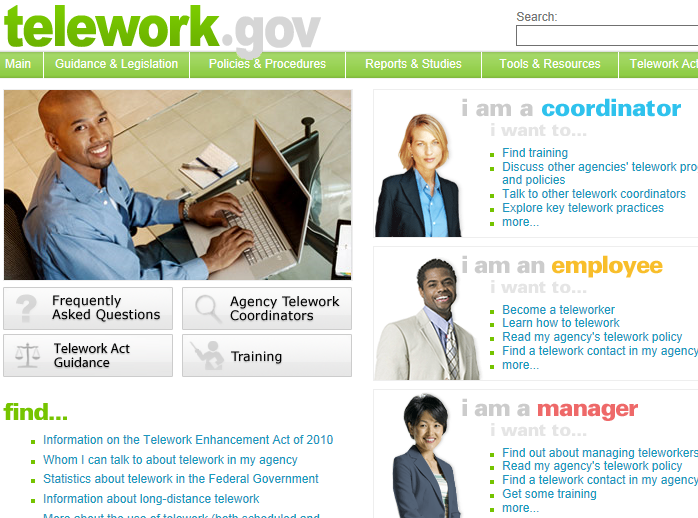 telework.gov
Search:
Main
Guidance & Legislation
Policies & Procedures
Reports & Studies
Tools & Resources
Telework Act
Frequently
Asked Questions
Agency Telework
Coordinators
Telework Act
Guidance
Training
find...
Information on the Telework Enhancement Act of 2010
Whom I can talk to about telework in my agency
Statistics about telework in the Federal Government
Information about long-distance telework
More about the use of telework (both scheduled and
i am a coordinator
i want to...
Find training
Discuss other agencies' telework pro
and policies
Talk to other telework coordinators
Explore key telework practices
more...
i am an employee
i want to...
Become a teleworker
Learn how to telework
Read my agency's telework policy
Find a telework contact in my agency
more...
i am a manager
i want to...
Find out about managing teleworkers
Read my agency's telework policy
Find a telework contact in my agency
Get some training
more...